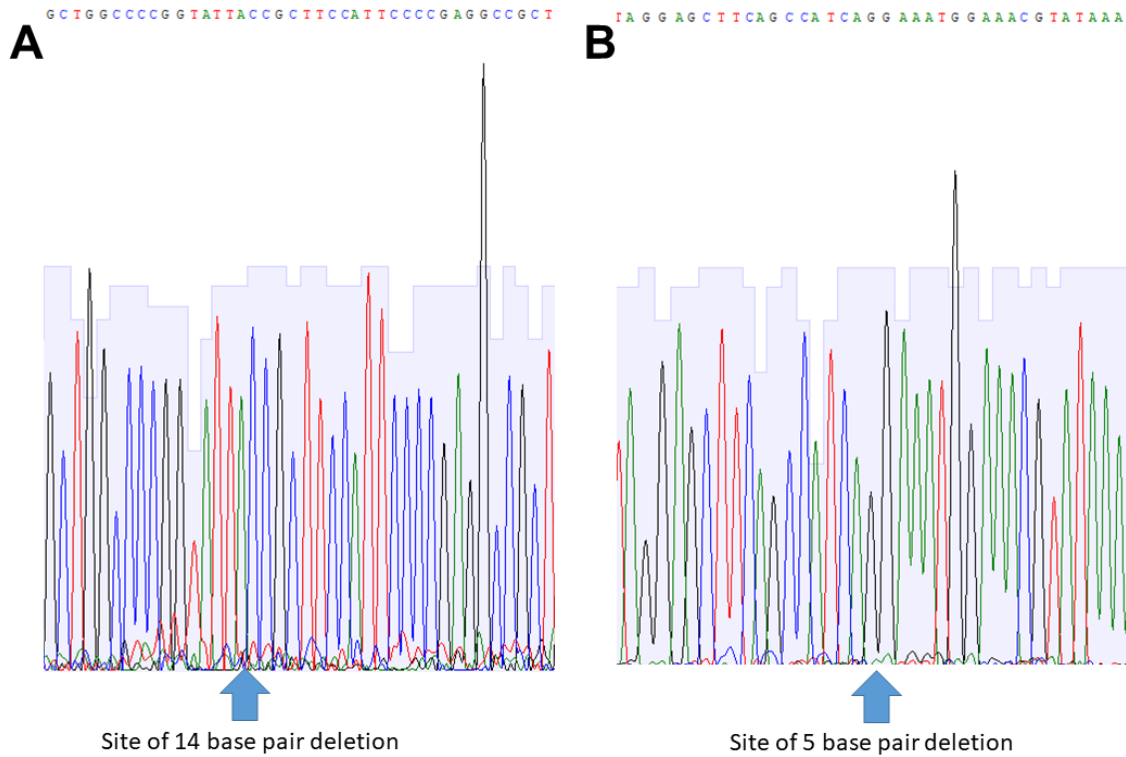 GCTGGCCCCGGTATTACCGCTTCCATTCCCCGAGGCCGCT
TAGGAGCTTCAGCCATCAGGAAATGGAAACGTATAAA
A
B
Site of 14 base pair deletion
Site of 5 base pair deletion